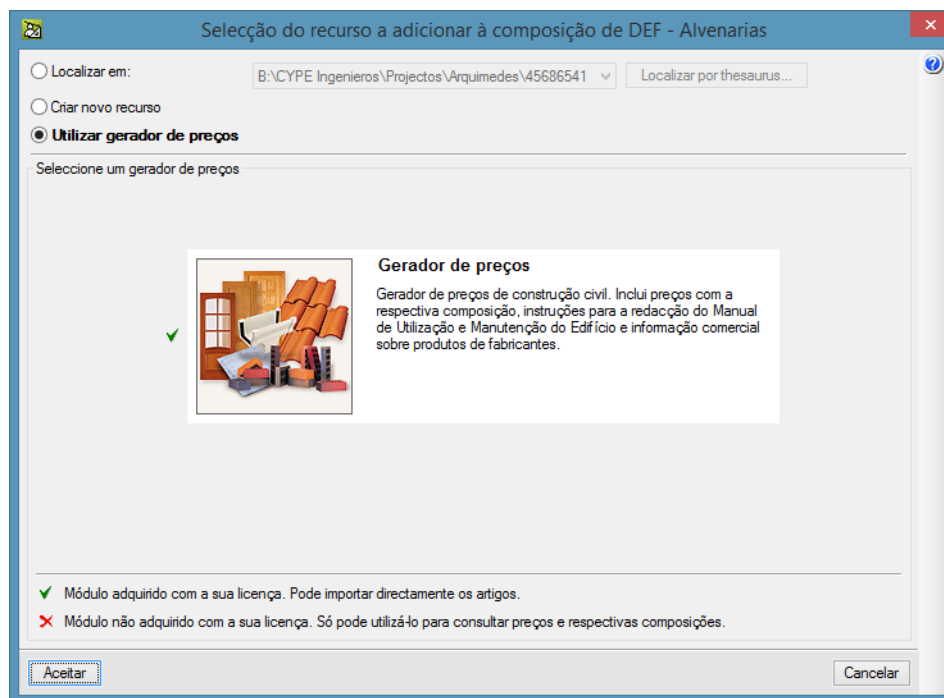 Selecção do recurso a adicionar à composição de DEF - Alvenarias
Localizar em:
B:\CYPE Ingenieros\Projectos\Arquimedes\45686541
Localizar por thesaurus...
Criar novo recurso
Utilizar gerador de preços
Seleccione um gerador de preços
Gerador de preços
Gerador de preços de construção civil. Inclui preços com a
respectiva composição, instruções para a redacção do Manual
de Utilização e Manutenção do Edifício e informação comercial
sobre produtos de fabricantes.
Módulo adquirido com a sua licença. Pode importar directamente os artigos.
Módulo não adquirido com a sua licença. Só pode utilizá-lo para consultar preços e respectivas composições.
Aceitar
Cancelar